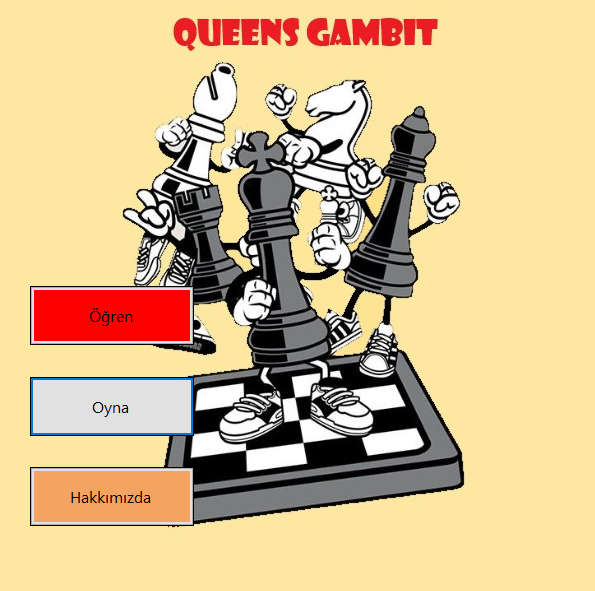 QUEENS GAMBIT
Öğren
Oyna
Hakkımızda